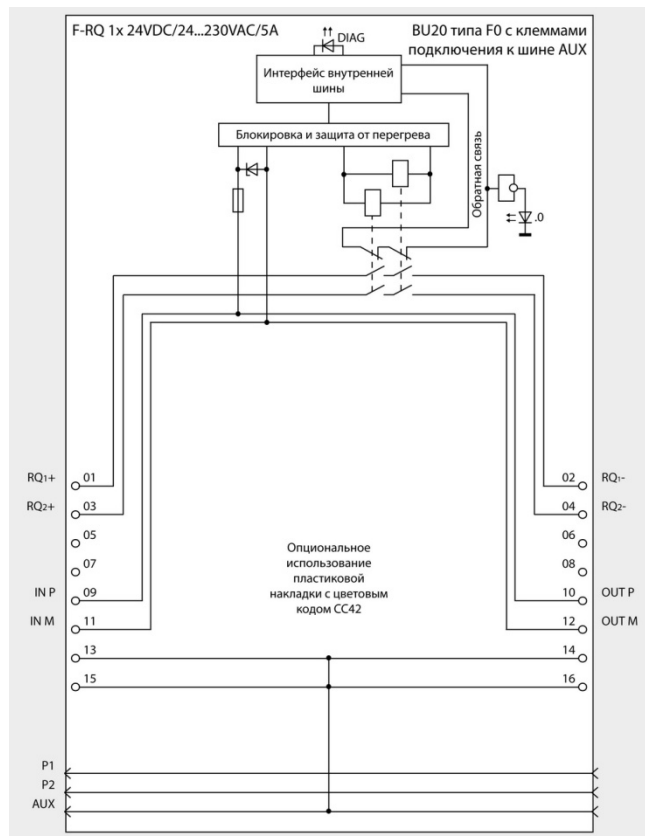 F-RQ 1x 24VDC/24...230VAC/5A
BU20 типа F0 с клеммами
подключения к шине AUX
DIAG
Интерфейс внутренней
шины
Блокировка и защита от перегрева
Обратная связь
.0
RQ1+ 01
02 RQ1-
RQ2+ 03
04 RQ2-
05
06
07
08
IN P 09
10 OUT P
IN M 11
12 OUT M
13
14
15
16
Опциональное
использование
пластиковой
накладки с цветовым
кодом CC42
P1
P2
AUX